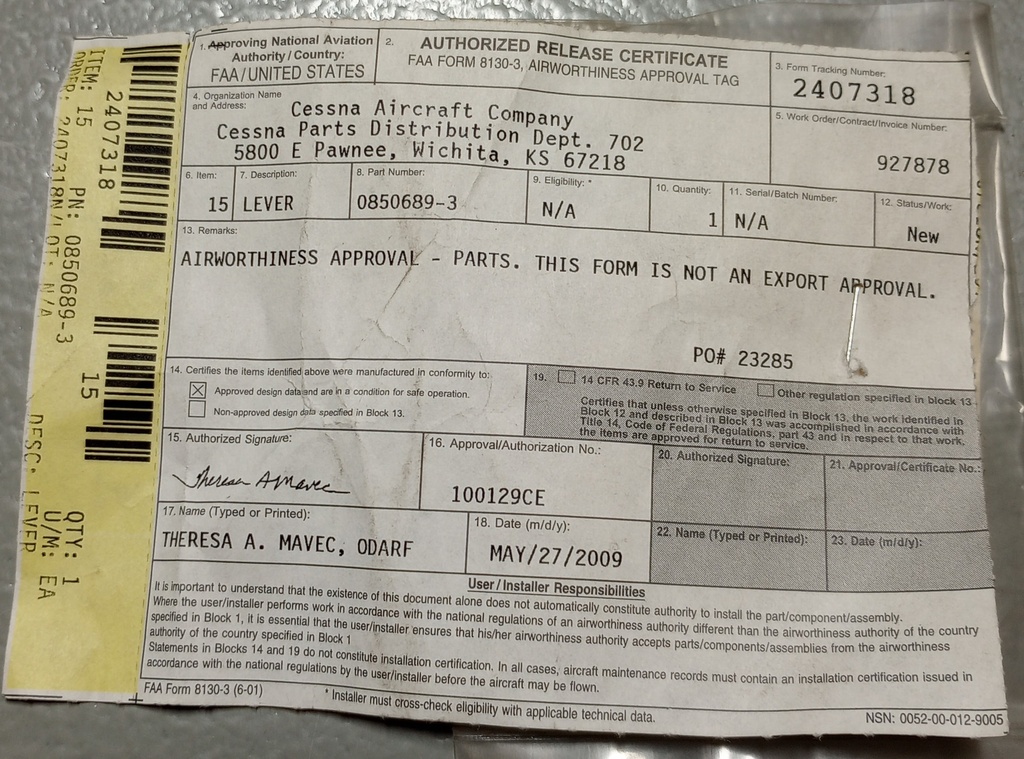 1. Approving National Aviation
Authority / Country:
FAA/UNITED STATES
2. AUTHORIZED RELEASE CERTIFICATE
FAA FORM 8130-3, AIRWORTHINESS APPROVAL TAG
3. Form Tracking Number:
2407318
4. Organization Name
and Address:
Cessna Aircraft Company
Cessna Parts Distribution Dept. 702
5800 E Pawnee, Wichita, KS 67218
5. Work Order/Contract/Invoice Number:
927878
6. Item:
15
7. Description:
LEVER
8. Part Number:
0850689-3
9. Eligibility: *
N/A
10. Quantity:
1
11. Serial/Batch Number:
N/A
12. Status/Work:
New
13. Remarks:
AIRWORTHINESS APPROVAL - PARTS. THIS FORM IS NOT AN EXPORT APPROVAL.
PO# 23285
14. Certifies the items identified above were manufactured in conformity to:
Approved design data and are in a condition for safe operation.
Non-approved design data specified in Block 13.
19. 14 CFR 43.9 Return to Service Other regulation specified in block 13
Certifies that unless otherwise specified in Block 13, the work identified in
Block 12 and described in Block 13 was accomplished in accordance with
Title 14, Code of Federal Regulations, part 43 and in respect to that work,
the items are approved for return to service.
15. Authorized Signature:
Theresa A Mavec
16. Approval/Authorization No.:
100129CE
20. Authorized Signature:
21. Approval/Certificate No.:
17. Name (Typed or Printed):
THERESA A. MAVEC, ODARF
18. Date (m/d/y):
MAY/27/2009
22. Name (Typed or Printed):
23. Date (m/d/y):
User / Installer Responsibilities
It is important to understand that the existence of this document alone does not automatically constitute authority to install the part/component/assembly.
Where the user/installer performs work in accordance with the national regulations of an airworthiness authority different than the airworthiness authority of the country
specified in Block 1, it is essential that the user/installer ensures that his/her airworthiness authority accepts parts/components/assemblies from the airworthiness
authority of the country specified in Block 1
Statements in Blocks 14 and 19 do not constitute installation certification. In all cases, aircraft maintenance records must contain an installation certification issued in
accordance with the national regulations by the user/installer before the aircraft may be flown.
FAA Form 8130-3 (6-01)
* Installer must cross-check eligibility with applicable technical data.
NSN: 0052-00-012-9005
2407318
15
ITEM: 15 PN: 0850689-3 QTY: 1
ORDER: 2407318N/LOT: N/A U/M: EA
DESC: LEVER